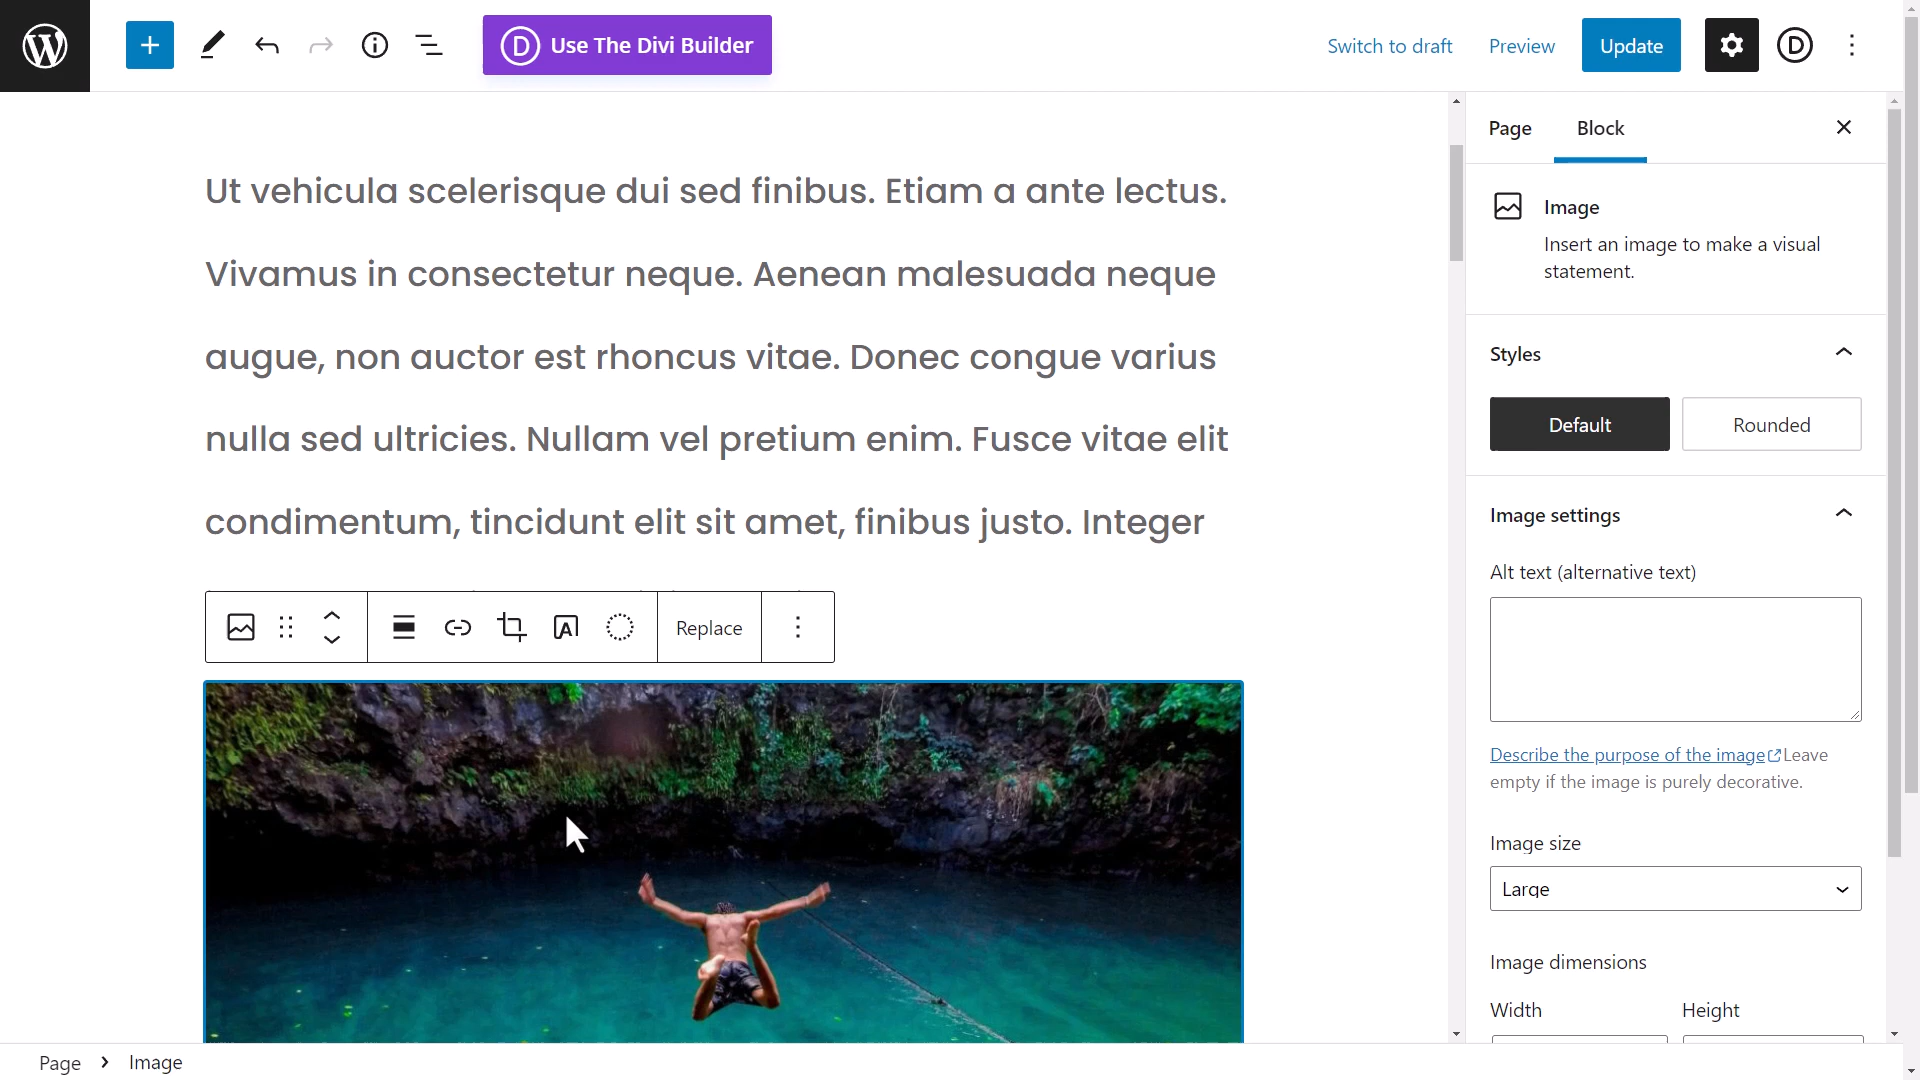 Use The Divi Builder
Switch to draft
Preview
Update
Page
Block
Ut vehicula scelerisque dui sed finibus. Etiam a ante lectus.
Vivamus in consectetur neque. Aenean malesuada neque
augue, non auctor est rhoncus vitae. Donec congue varius
nulla sed ultricies. Nullam vel pretium enim. Fusce vitae elit
condimentum, tincidunt elit sit amet, finibus justo. Integer
Replace
Image
Insert an image to make a visual
statement.
Styles
Default
Rounded
Image settings
Alt text (alternative text)
Describe the purpose of the image Leave
empty if the image is purely decorative.
Image size
Large
Image dimensions
Width
Height
Page
Image